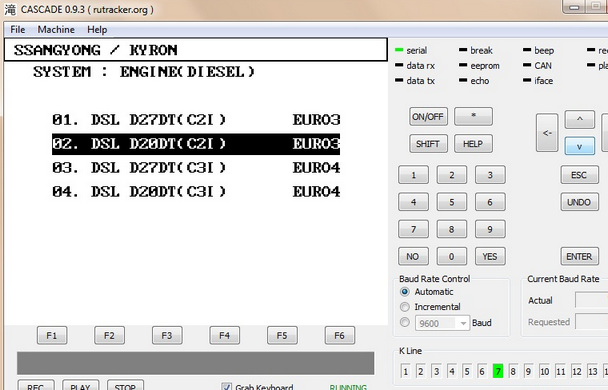 滝 CASCADE 0.9.3 ( rutracker.org )
File Machine Help
SSANGYONG / KYRON
SYSTEM : ENGINE(DIESEL)
01. DSL D27DT(C2I) EURO3
02. DSL D20DT(C2I) EURO3
03. DSL D27DT(C3I) EURO4
04. DSL D20DT(C3I) EURO4
F1 F2 F3 F4 F5 F6
REC PLAY STOP Grab Keyboard RUNNING
serial break beep
data rx eeprom CAN
data tx echo iface
ON/OFF *
SHIFT HELP
<- ^ v
1 2 3 ESC
4 5 6 UNDO
7 8 9
NO 0 YES ENTER
Baud Rate Control Current Baud Rate
Automatic Actual
Incremental
9600 Baud Requested
K Line
1 2 3 4 5 6 7 8 9 10 11 12 13